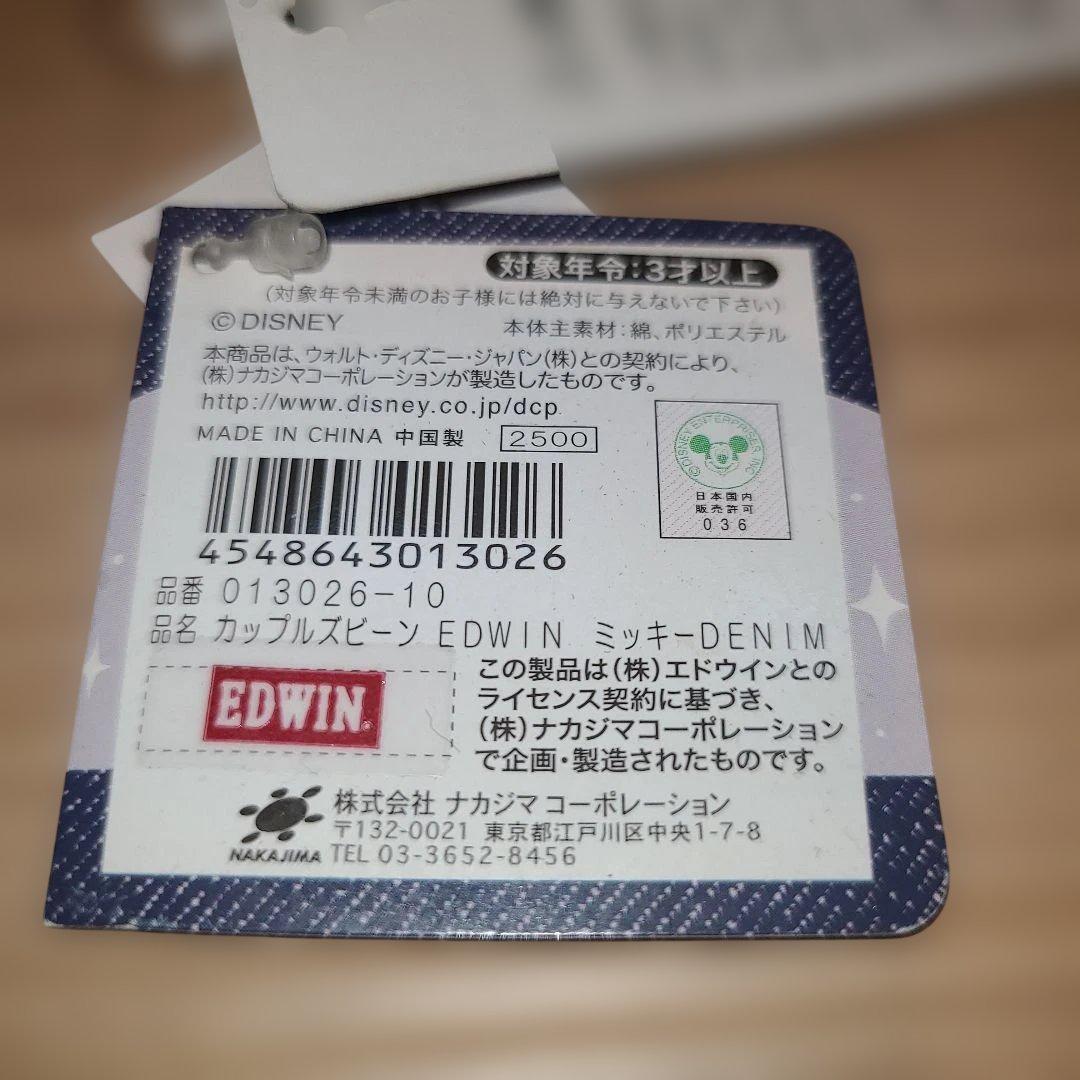 対象年令:3才以上
(対象年令未満のお子様には絶対に与えないで下さい)
©DISNEY 本体主素材:綿、ポリエステル
本商品は、ウォルト・ディズニー・ジャパン(株)との契約により、
(株)ナカジマコーポレーションが製造したものです。
http://www.disney.co.jp/dcp
MADE IN CHINA 中国製 2500
©DISNEY ENTERPRISES, INC
日本国内
販売許可
036
4548643013026
品番 013026-10
品名 カップルズビーン EDWIN ミッキーDENIM
EDWIN
この製品は(株)エドウインとの
ライセンス契約に基づき、
(株)ナカジマコーポレーション
で企画・製造されたものです。
NAKAJIMA
株式会社 ナカジマコーポレーション
〒132-0021 東京都江戸川区中央1-7-8
TEL 03-3652-8456